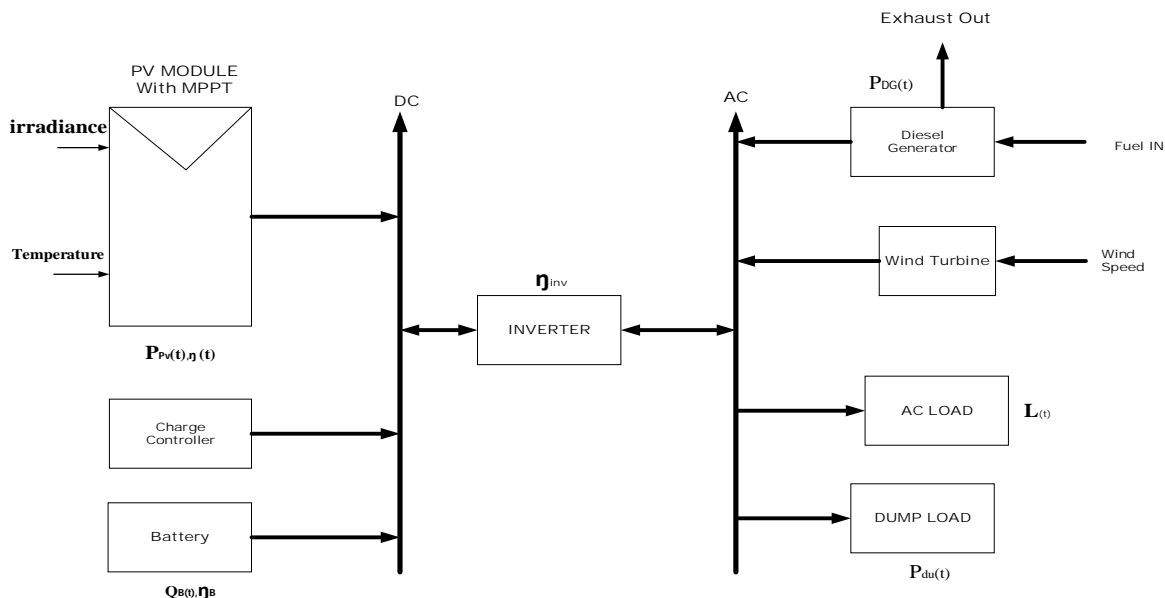 Exhaust Out
PV MODULE
With MPPT
PDG(t)
DC
AC
irradiance
Diesel
Generator
Fuel IN
Temperature
Wind Turbine
Wind
Speed
ηinv
INVERTER
PPv(t),η (t)
AC LOAD
L(t)
Charge
Controller
DUMP LOAD
Battery
Pdu(t)
QB(t),ηB